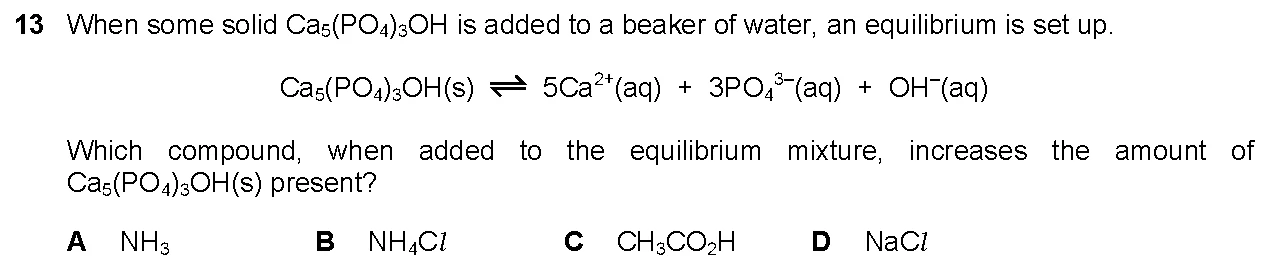 13 When some solid Ca₅(PO₄)₃OH is added to a beaker of water, an equilibrium is set up.
Ca₅(PO₄)₃OH(s) ⇌ 5Ca²⁺(aq) + 3PO₄³⁻(aq) + OH⁻(aq)
Which compound, when added to the equilibrium mixture, increases the amount of
Ca₅(PO₄)₃OH(s) present?
A NH₃ B NH₄Cl C CH₃CO₂H D NaCl